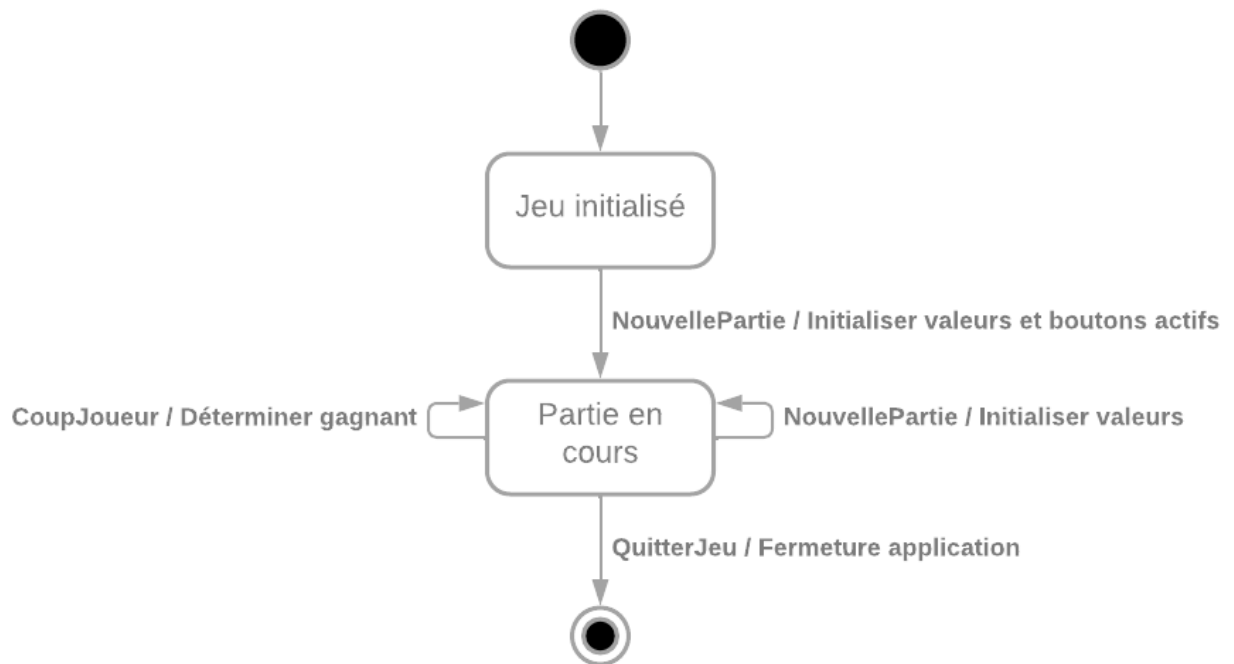 Jeu initialisé
NouvellePartie / Initialiser valeurs et boutons actifs
CoupJoueur / Déterminer gagnant
Partie en
cours
NouvellePartie / Initialiser valeurs
QuitterJeu / Fermeture application